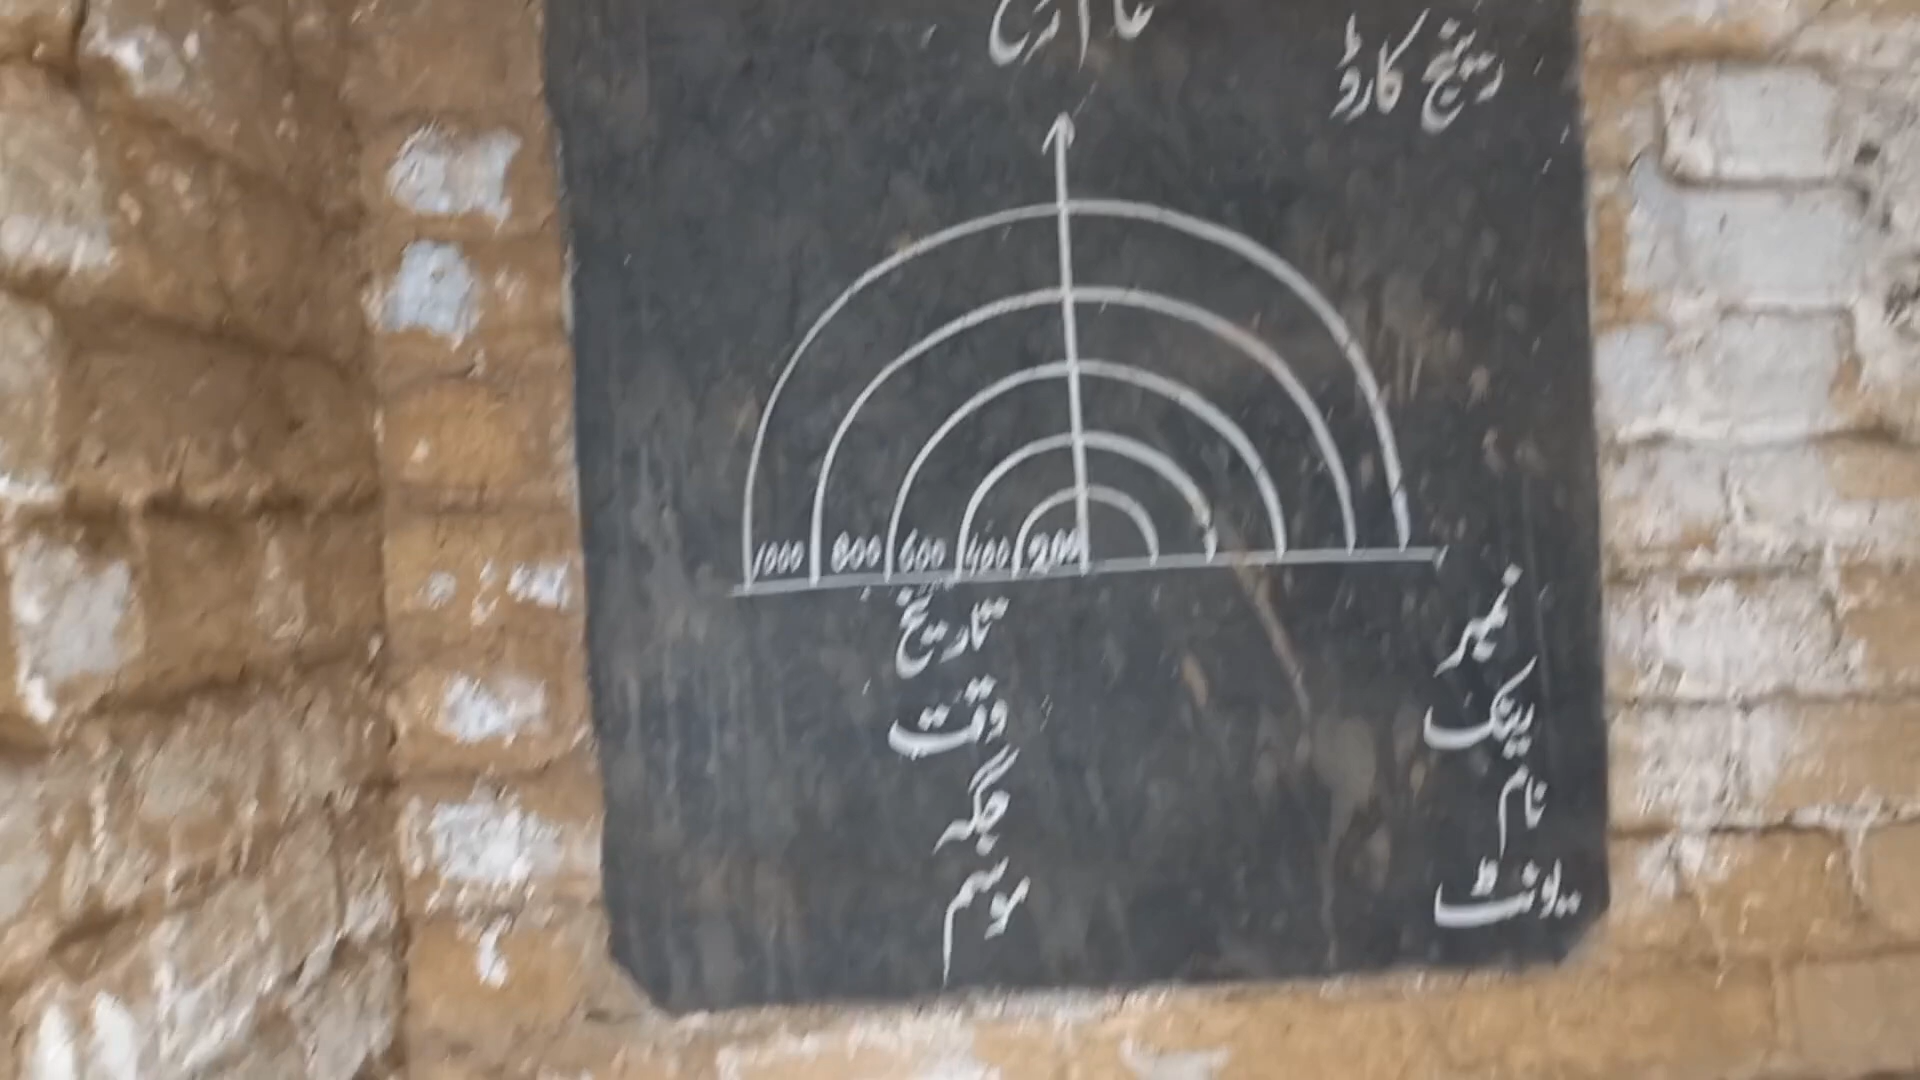 رینج کارڈ
1000 800 600 400 200
نمبر
رینک
نام
یونٹ
تاریخ
وقت
جگہ
موسم